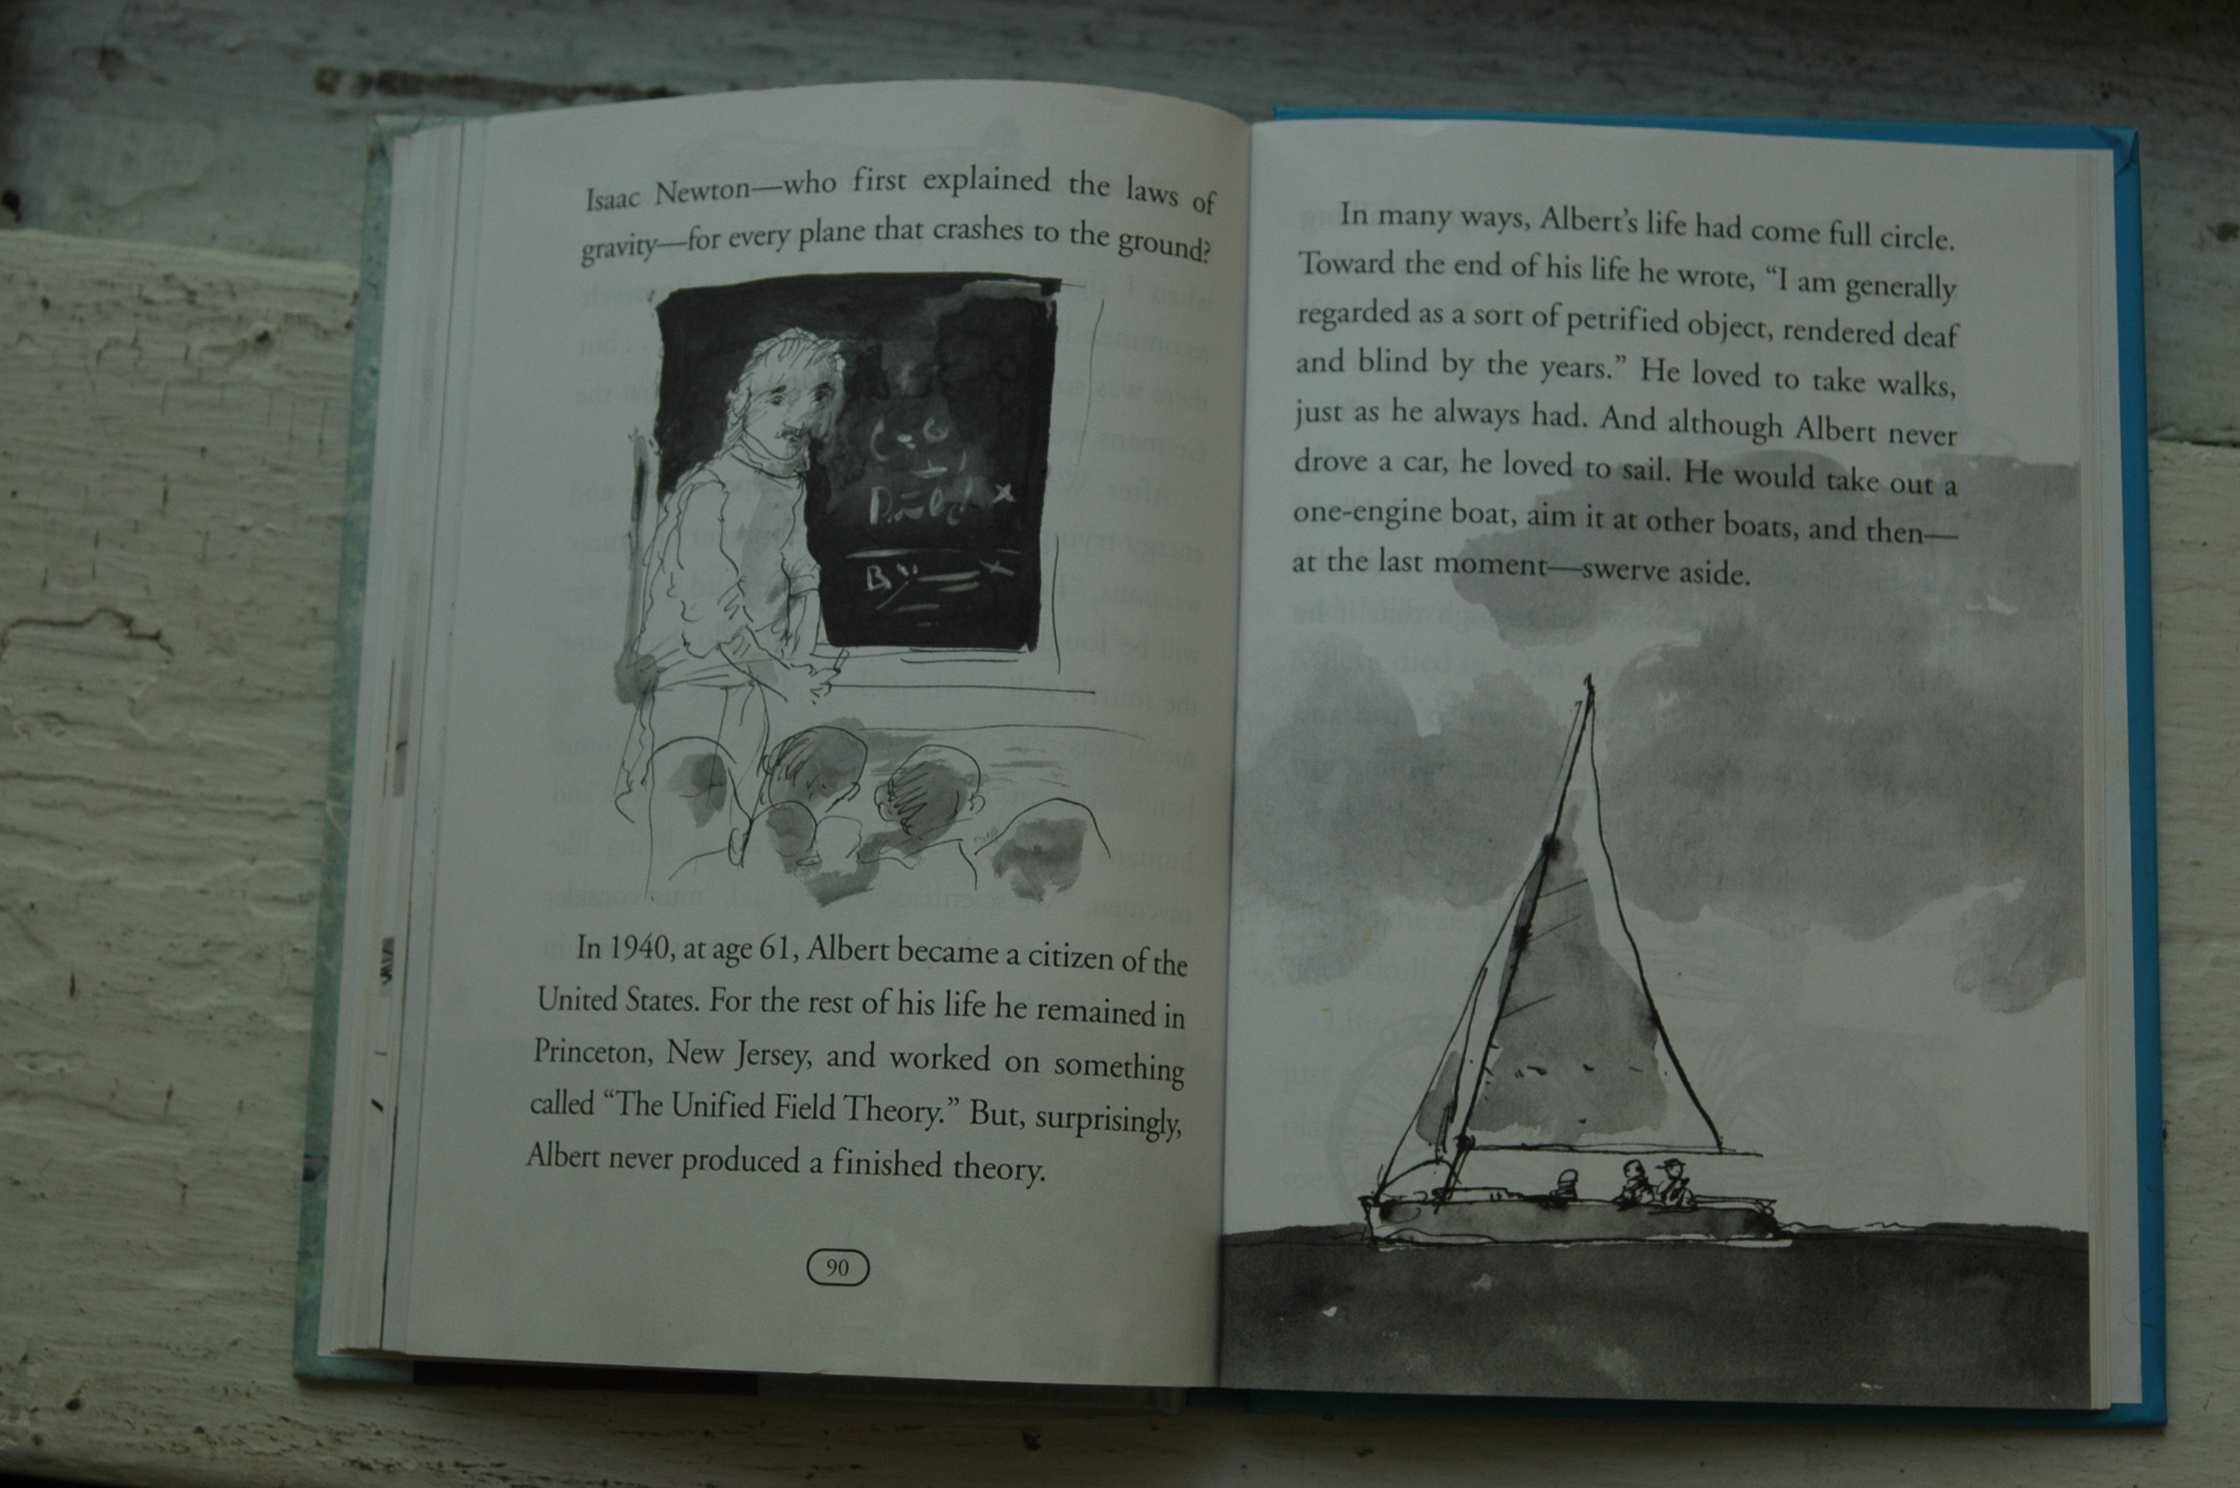 Isaac Newton—who first explained the laws of
gravity—for every plane that crashes to the ground?
In 1940, at age 61, Albert became a citizen of the
United States. For the rest of his life he remained in
Princeton, New Jersey, and worked on something
called “The Unified Field Theory.” But, surprisingly,
Albert never produced a finished theory.
90
In many ways, Albert’s life had come full circle.
Toward the end of his life he wrote, “I am generally
regarded as a sort of petrified object, rendered deaf
and blind by the years.” He loved to take walks,
just as he always had. And although Albert never
drove a car, he loved to sail. He would take out a
one-engine boat, aim it at other boats, and then—
at the last moment—swerve aside.